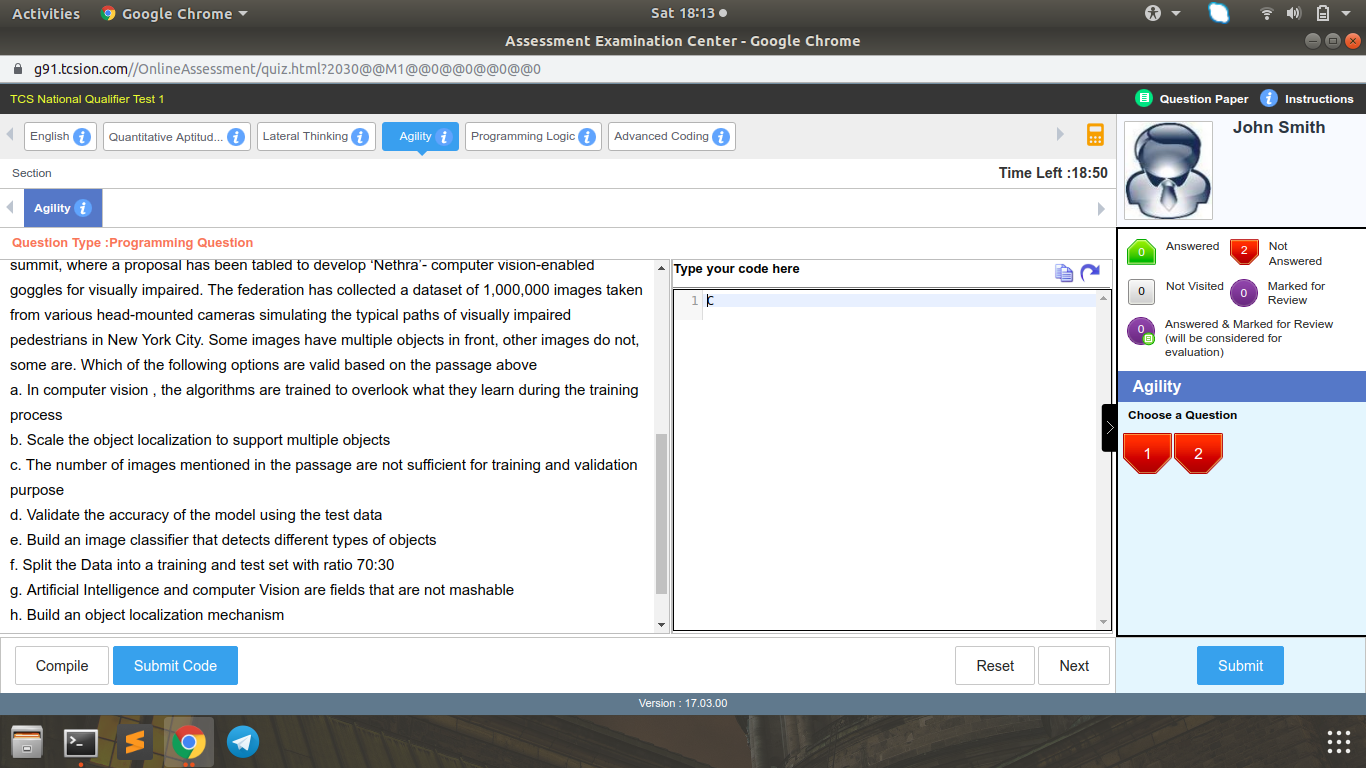 Activities Google Chrome Sat 18:13
Assessment Examination Center - Google Chrome
g91.tcsion.com//OnlineAssessment/quiz.html?2030@@M1@@0@@0@@0@@0
TCS National Qualifier Test 1 Question Paper i Instructions
English i Quantitative Aptitud... i Lateral Thinking i Agility i Programming Logic i Advanced Coding i
John Smith
Section Time Left :18:50
Agility i
Question Type :Programming Question
summit, where a proposal has been tabled to develop ‘Nethra’- computer vision-enabled
goggles for visually impaired. The federation has collected a dataset of 1,000,000 images taken
from various head-mounted cameras simulating the typical paths of visually impaired
pedestrians in New York City. Some images have multiple objects in front, other images do not,
some are. Which of the following options are valid based on the passage above
a. In computer vision , the algorithms are trained to overlook what they learn during the training
process
b. Scale the object localization to support multiple objects
c. The number of images mentioned in the passage are not sufficient for training and validation
purpose
d. Validate the accuracy of the model using the test data
e. Build an image classifier that detects different types of objects
f. Split the Data into a training and test set with ratio 70:30
g. Artificial Intelligence and computer Vision are fields that are not mashable
h. Build an object localization mechanism
Type your code here
1 c
0 Answered 2 Not
Answered
0 Not Visited 0 Marked for
Review
0 Answered & Marked for Review
(will be considered for
evaluation)
Agility
Choose a Question
1 2
Compile Submit Code Reset Next Submit
Version : 17.03.00